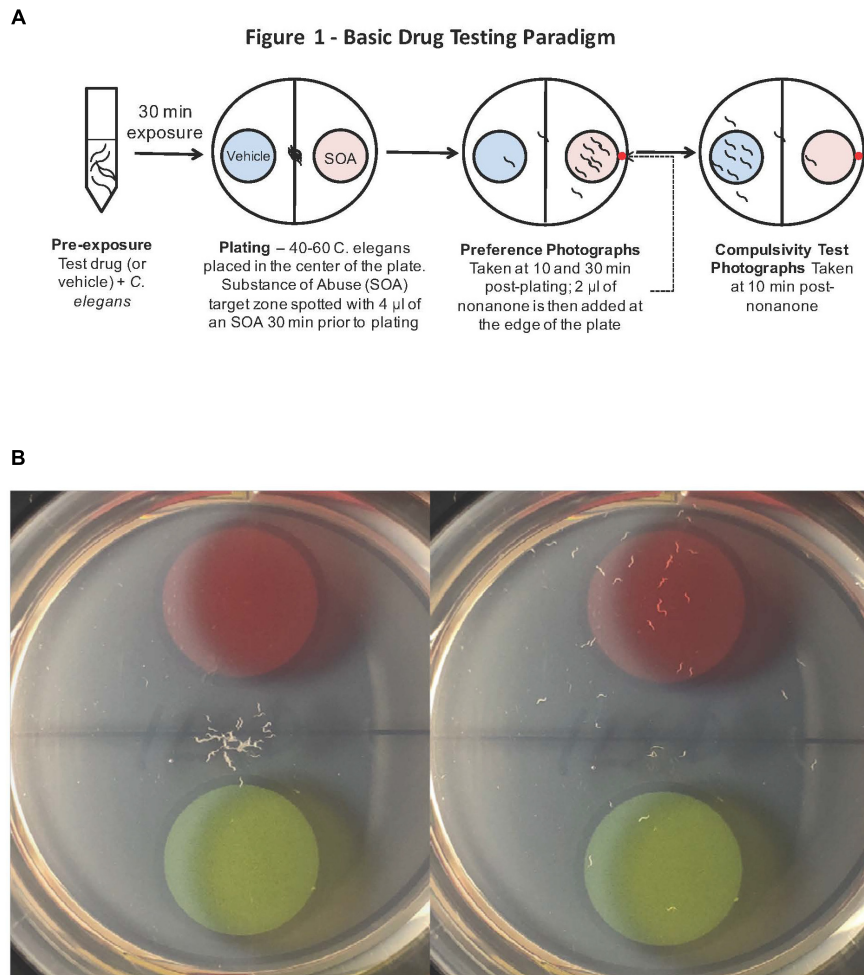 A
Figure 1 - Basic Drug Testing Paradigm
30 min
exposure
Vehicle
SOA
Pre-exposure
Test drug (or
vehicle) + C.
elegans
Plating – 40-60 C. elegans
placed in the center of the plate.
Substance of Abuse (SOA)
target zone spotted with 4 µl of
an SOA 30 min prior to plating
Preference Photographs
Taken at 10 and 30 min
post-plating; 2 µl of
nonanone is then added at
the edge of the plate
Compulsivity Test
Photographs Taken
at 10 min post-
nonanone
B